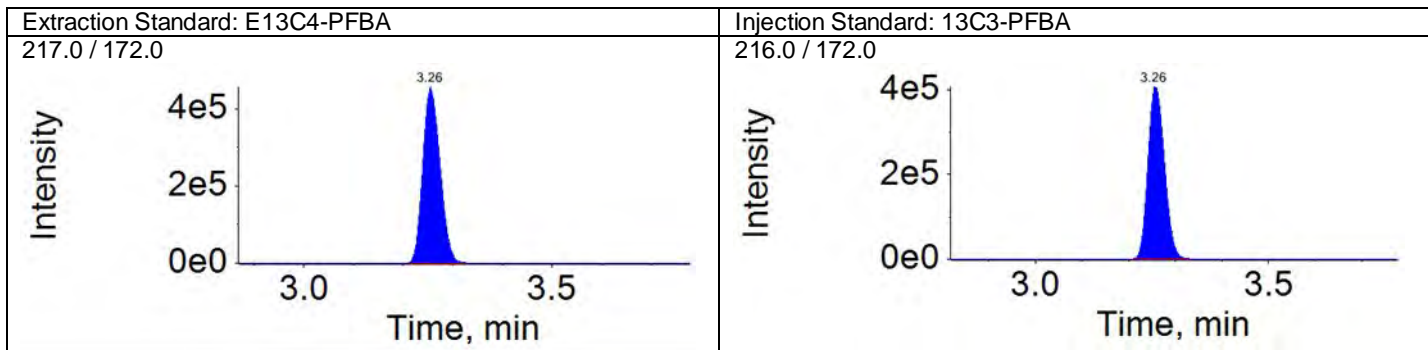 Extraction Standard: E13C4-PFBA
217.0 / 172.0
3.26
4e5
2e5
0e0
Intensity
3.0 3.5
Time, min
Injection Standard: 13C3-PFBA
216.0 / 172.0
3.26
4e5
2e5
0e0
Intensity
3.0 3.5
Time, min